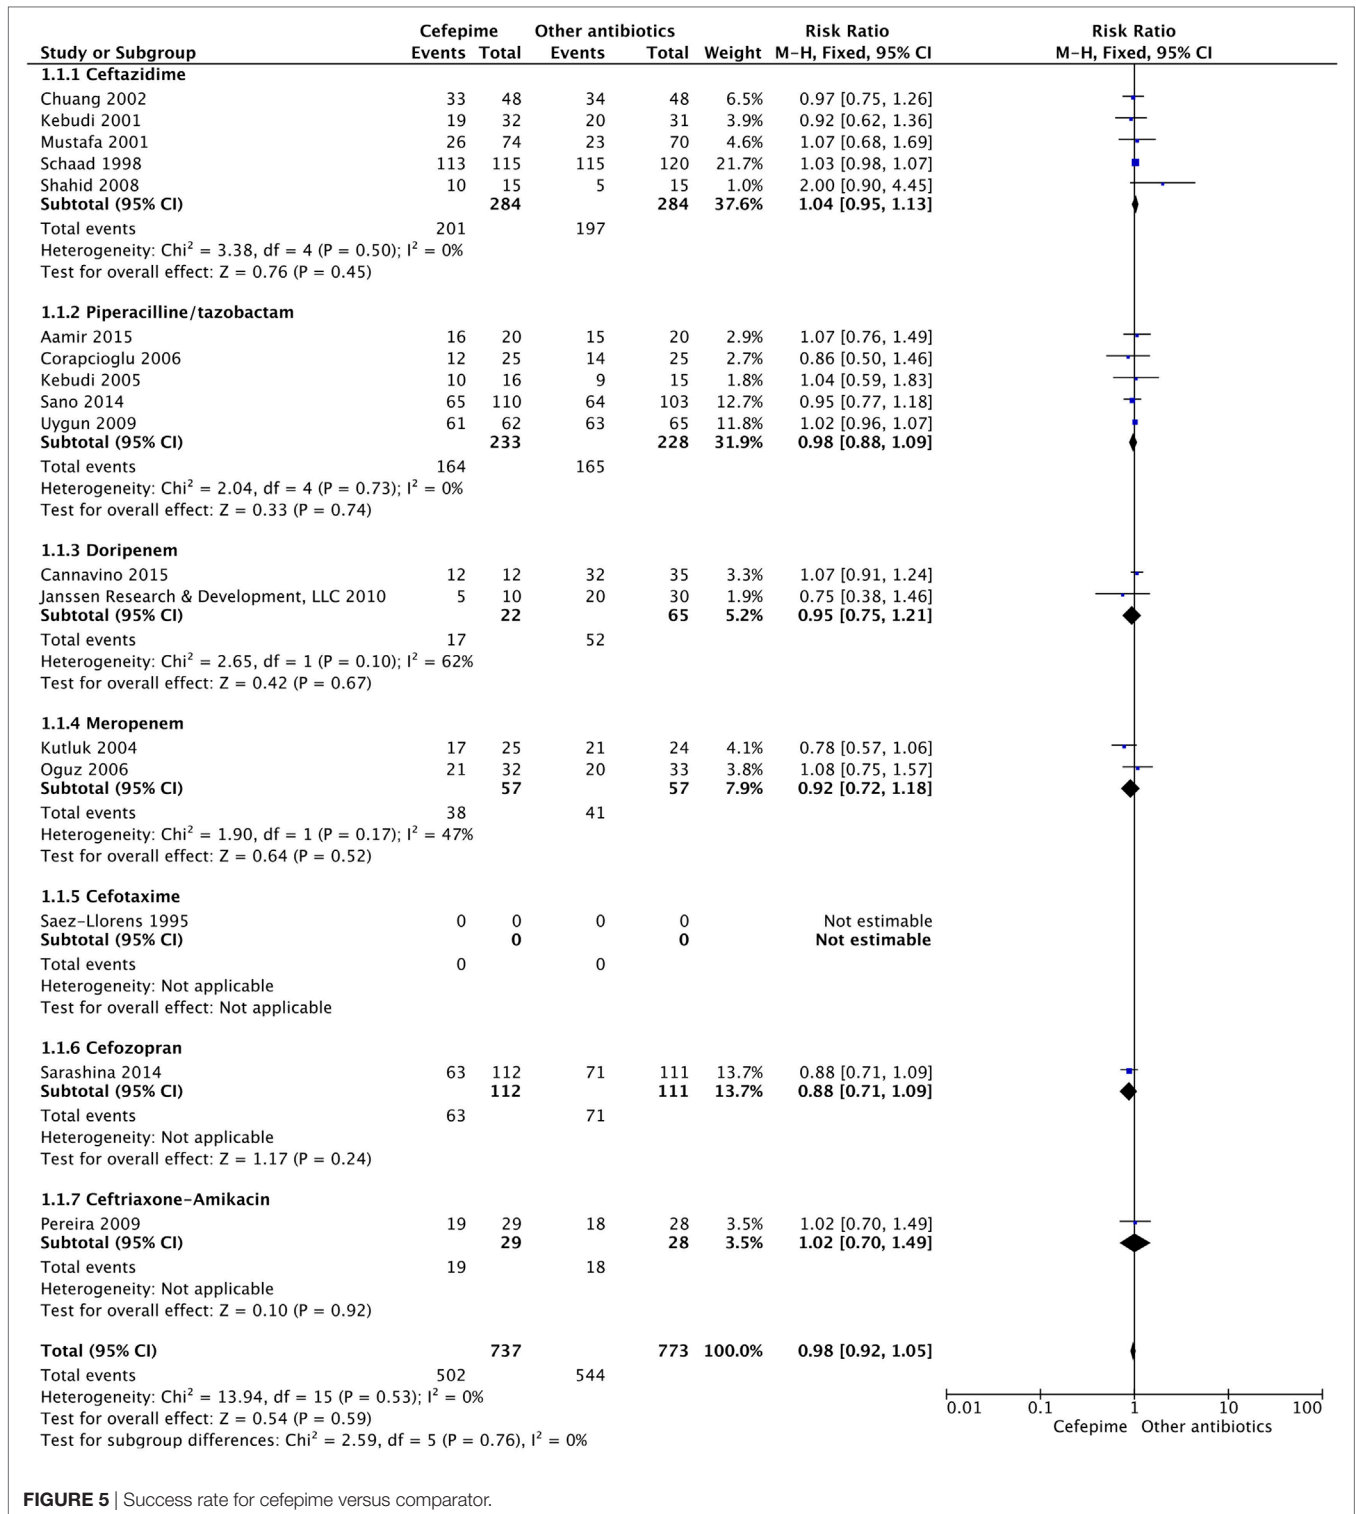 Cefepime Other antibiotics Risk Ratio Risk Ratio
Study or Subgroup Events Total Events Total Weight M-H, Fixed, 95% CI M-H, Fixed, 95% CI
1.1.1 Ceftazidime
Chuang 2002 33 48 34 48 6.5% 0.97 [0.75, 1.26]
Kebudi 2001 19 32 20 31 3.9% 0.92 [0.62, 1.36]
Mustafa 2001 26 74 23 70 4.6% 1.07 [0.68, 1.69]
Schaad 1998 113 115 115 120 21.7% 1.03 [0.98, 1.07]
Shahid 2008 10 15 5 15 1.0% 2.00 [0.90, 4.45]
Subtotal (95% CI) 284 284 37.6% 1.04 [0.95, 1.13]
Total events 201 197
Heterogeneity: Chi² = 3.38, df = 4 (P = 0.50); I² = 0%
Test for overall effect: Z = 0.76 (P = 0.45)
1.1.2 Piperacilline/tazobactam
Aamir 2015 16 20 15 20 2.9% 1.07 [0.76, 1.49]
Corapcioglu 2006 12 25 14 25 2.7% 0.86 [0.50, 1.46]
Kebudi 2005 10 16 9 15 1.8% 1.04 [0.59, 1.83]
Sano 2014 65 110 64 103 12.7% 0.95 [0.77, 1.18]
Uygun 2009 61 62 63 65 11.8% 1.02 [0.96, 1.07]
Subtotal (95% CI) 233 228 31.9% 0.98 [0.88, 1.09]
Total events 164 165
Heterogeneity: Chi² = 2.04, df = 4 (P = 0.73); I² = 0%
Test for overall effect: Z = 0.33 (P = 0.74)
1.1.3 Doripenem
Cannavino 2015 12 12 32 35 3.3% 1.07 [0.91, 1.24]
Janssen Research & Development, LLC 2010 5 10 20 30 1.9% 0.75 [0.38, 1.46]
Subtotal (95% CI) 22 65 5.2% 0.95 [0.75, 1.21]
Total events 17 52
Heterogeneity: Chi² = 2.65, df = 1 (P = 0.10); I² = 62%
Test for overall effect: Z = 0.42 (P = 0.67)
1.1.4 Meropenem
Kutluk 2004 17 25 21 24 4.1% 0.78 [0.57, 1.06]
Oguz 2006 21 32 20 33 3.8% 1.08 [0.75, 1.57]
Subtotal (95% CI) 57 57 7.9% 0.92 [0.72, 1.18]
Total events 38 41
Heterogeneity: Chi² = 1.90, df = 1 (P = 0.17); I² = 47%
Test for overall effect: Z = 0.64 (P = 0.52)
1.1.5 Cefotaxime
Saez-Llorens 1995 0 0 0 0 Not estimable
Subtotal (95% CI) 0 0 Not estimable
Total events 0 0
Heterogeneity: Not applicable
Test for overall effect: Not applicable
1.1.6 Cefozopran
Sarashina 2014 63 112 71 111 13.7% 0.88 [0.71, 1.09]
Subtotal (95% CI) 112 111 13.7% 0.88 [0.71, 1.09]
Total events 63 71
Heterogeneity: Not applicable
Test for overall effect: Z = 1.17 (P = 0.24)
1.1.7 Ceftriaxone-Amikacin
Pereira 2009 19 29 18 28 3.5% 1.02 [0.70, 1.49]
Subtotal (95% CI) 29 28 3.5% 1.02 [0.70, 1.49]
Total events 19 18
Heterogeneity: Not applicable
Test for overall effect: Z = 0.10 (P = 0.92)
Total (95% CI) 737 773 100.0% 0.98 [0.92, 1.05]
Total events 502 544
Heterogeneity: Chi² = 13.94, df = 15 (P = 0.53); I² = 0%
Test for overall effect: Z = 0.54 (P = 0.59)
Test for subgroup differences: Chi² = 2.59, df = 5 (P = 0.76), I² = 0%
0.01 0.1 1 10 100
Cefepime Other antibiotics
FIGURE 5 | Success rate for cefepime versus comparator.